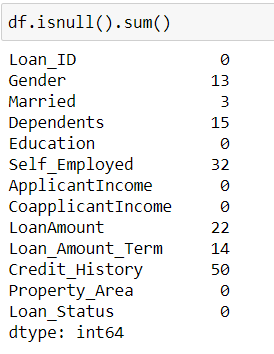 df.isnull().sum()
Loan_ID 0
Gender 13
Married 3
Dependents 15
Education 0
Self_Employed 32
ApplicantIncome 0
CoapplicantIncome 0
LoanAmount 22
Loan_Amount_Term 14
Credit_History 50
Property_Area 0
Loan_Status 0
dtype: int64